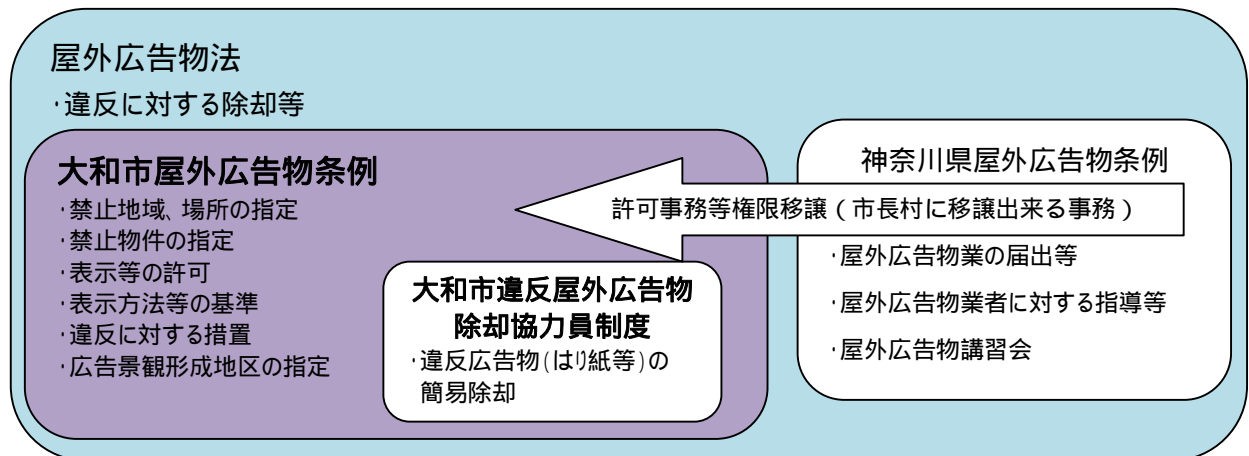 屋外広告物法
・違反に対する除却等
大和市屋外広告物条例
・禁止地域、場所の指定
・禁止物件の指定
・表示等の許可
・表示方法等の基準
・違反に対する措置
・広告景観形成地区の指定
大和市違反屋外広告物
除却協力員制度
・違反広告物(はり紙等)の
簡易除却
神奈川県屋外広告物条例
許可事務等権限移譲(市長村に移譲出来る事務)
・屋外広告物業の届出等
・屋外広告物業者に対する指導等
・屋外広告物講習会